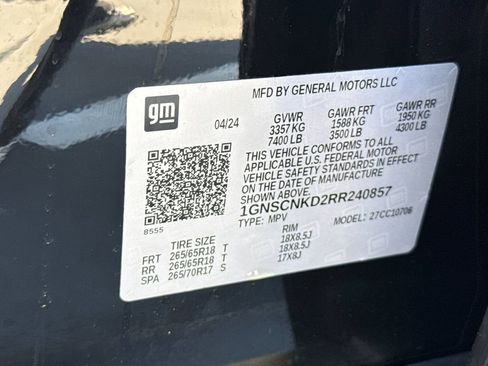 gm
MFD BY GENERAL MOTORS LLC
04/24 GVWR GAWR FRT GAWR RR
3357 KG 1588 KG 1950 KG
7400 LB 3500 LB 4300 LB
THIS VEHICLE CONFORMS TO ALL
APPLICABLE U.S. FEDERAL MOTOR
VEHICLE SAFETY STANDARDS IN EFFECT
ON THE DATE OF MANUFACTURE
SHOWN ABOVE.
1GNSCNKD2RR240857
8555 TYPE: MPV MODEL: 27CC10706
TIRE SIZE RIM
FRT 265/65R18 T 18X8.5J
RR 265/65R18 T 18X8.5J
SPA 265/70R17 S 17X8J